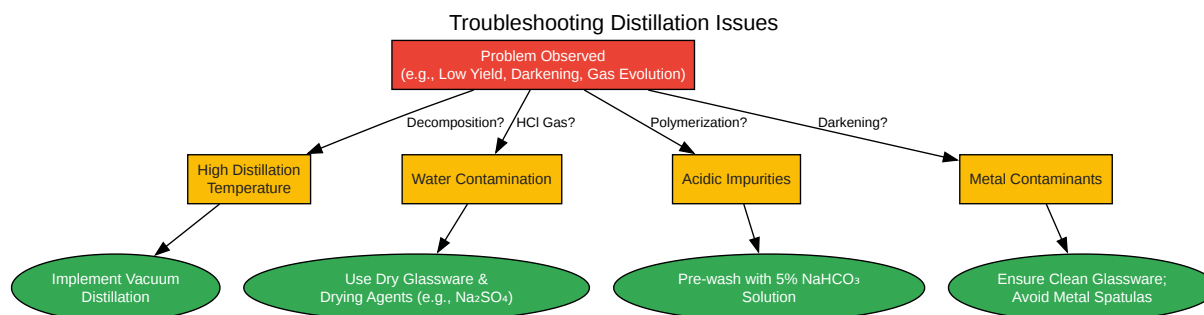 Troubleshooting Distillation Issues
Problem Observed
(e.g., Low Yield, Darkening, Gas Evolution)
Decomposition?
HCl Gas?
Polymerization?
Darkening?
High Distillation
Temperature
Water Contamination
Acidic Impurities
Metal Contaminants
Implement Vacuum
Distillation
Use Dry Glassware &
Drying Agents (e.g., Na₂SO₄)
Pre-wash with 5% NaHCO₃
Solution
Ensure Clean Glassware;
Avoid Metal Spatulas